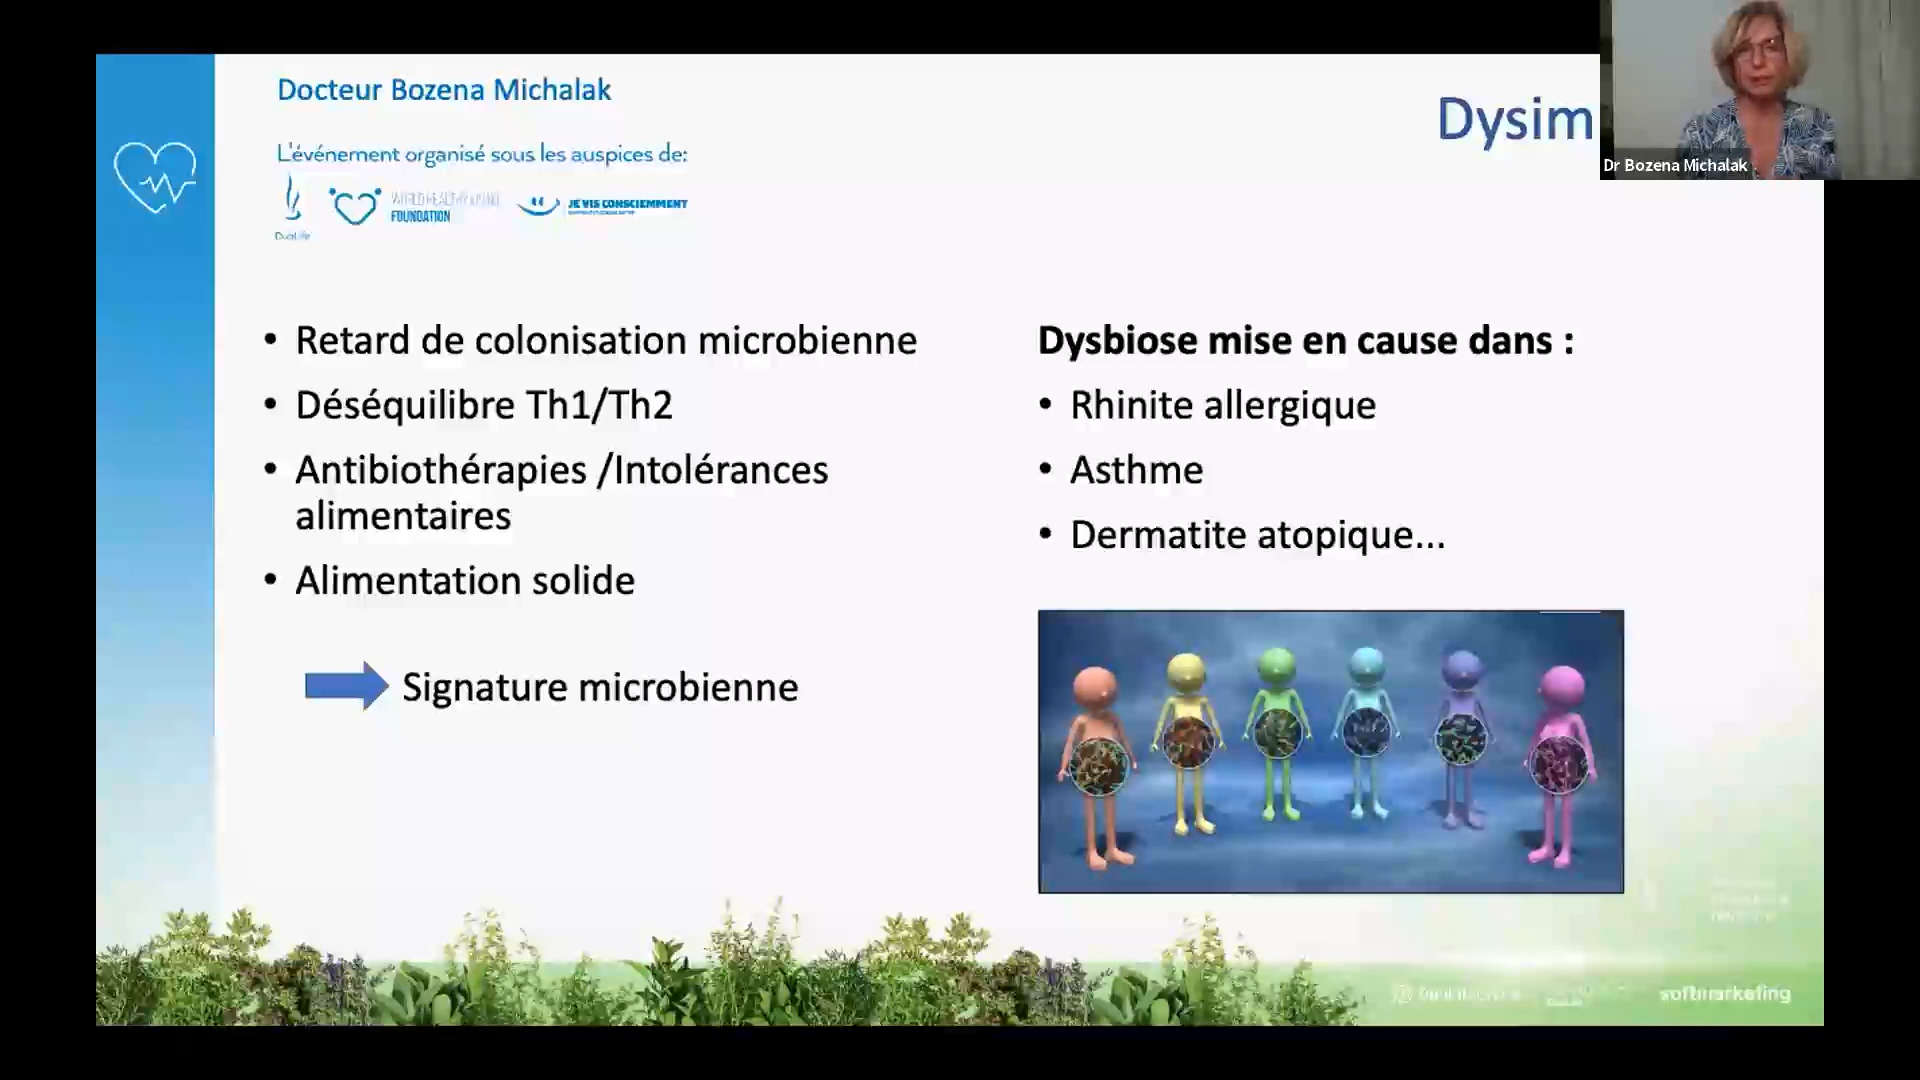 Docteur Bozena Michalak
Dysim
L'événement organisé sous les auspices de:
Dr Bozena Michalak
WORLD HEALTHY LIVING
FOUNDATION
JE VIS CONSCIEMMENT
DuoLife
• Retard de colonisation microbienne
• Déséquilibre Th1/Th2
• Antibiothérapies /Intolérances
alimentaires
• Alimentation solide
Signature microbienne
Dysbiose mise en cause dans :
• Rhinite allergique
• Asthme
• Dermatite atopique...
softmarketing